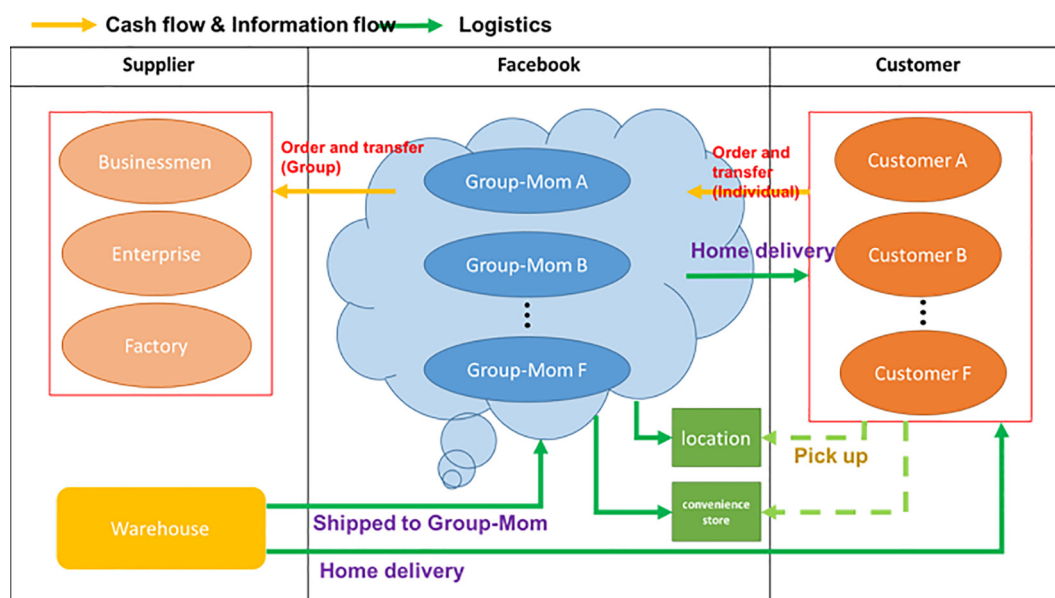 Cash flow & Information flow
Logistics
Supplier
Facebook
Customer
Businessmen
Enterprise
Factory
Order and transfer
(Group)
Group-Mom A
Group-Mom B
Group-Mom F
Order and
transfer
(Individual)
Home delivery
Customer A
Customer B
Customer F
location
Pick up
convenience
store
Warehouse
Shipped to Group-Mom
Home delivery